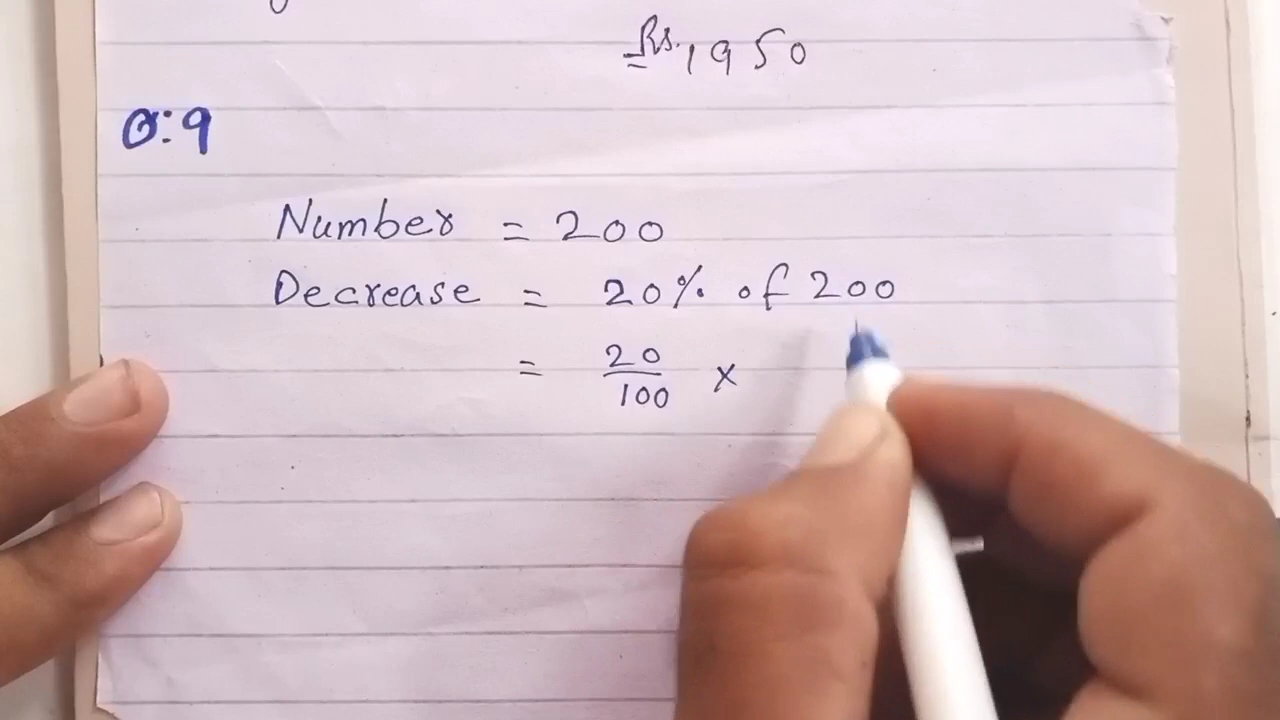 Rs. 1950
Q:9
Number = 200
Decrease = 20% of 200
= 20/100 ×